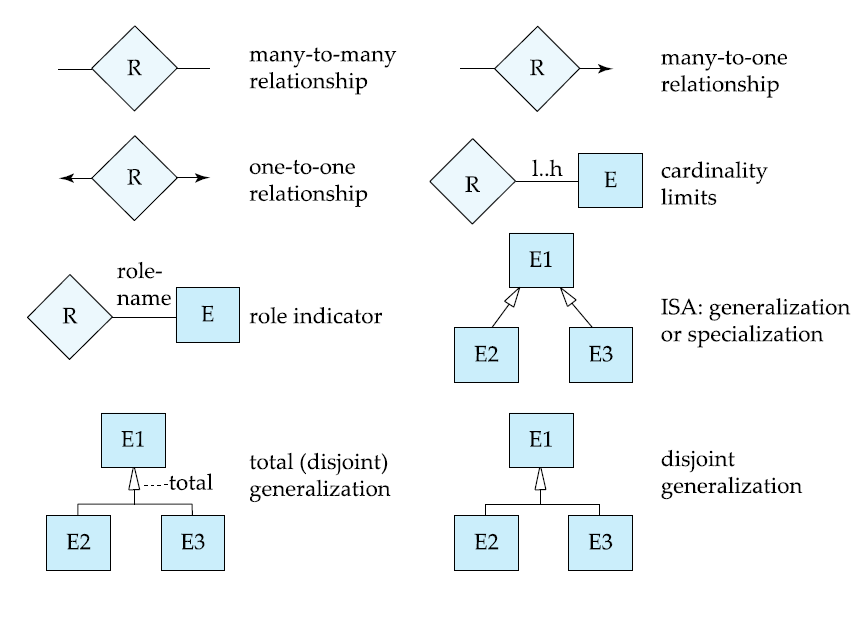 R
many-to-many
relationship
R
many-to-one
relationship
R
one-to-one
relationship
R
l..h
E
cardinality
limits
R
role-
name
E
role indicator
E1
E2
E3
ISA: generalization
or specialization
E1
total
E2
E3
total (disjoint)
generalization
E1
E2
E3
disjoint
generalization